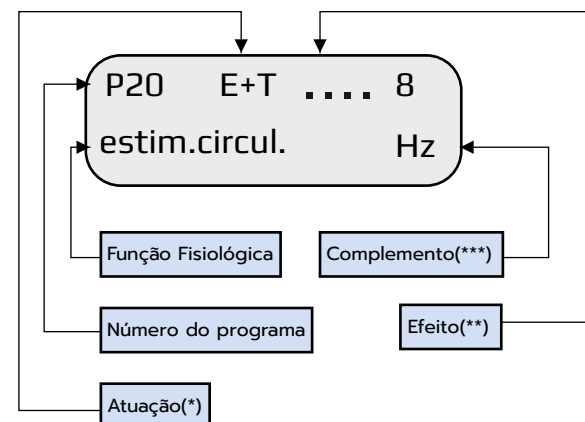 P20 E+T .... 8
estim.circul. Hz
Função Fisiológica
Complemento(***)
Número do programa
Efeito(**)
Atuação(*)